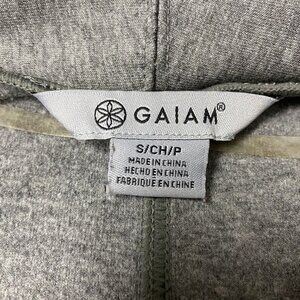 GAIAM®
S/CH/P
MADE IN CHINA
HECHO EN CHINA
FABRIQUÉ EN CHINE